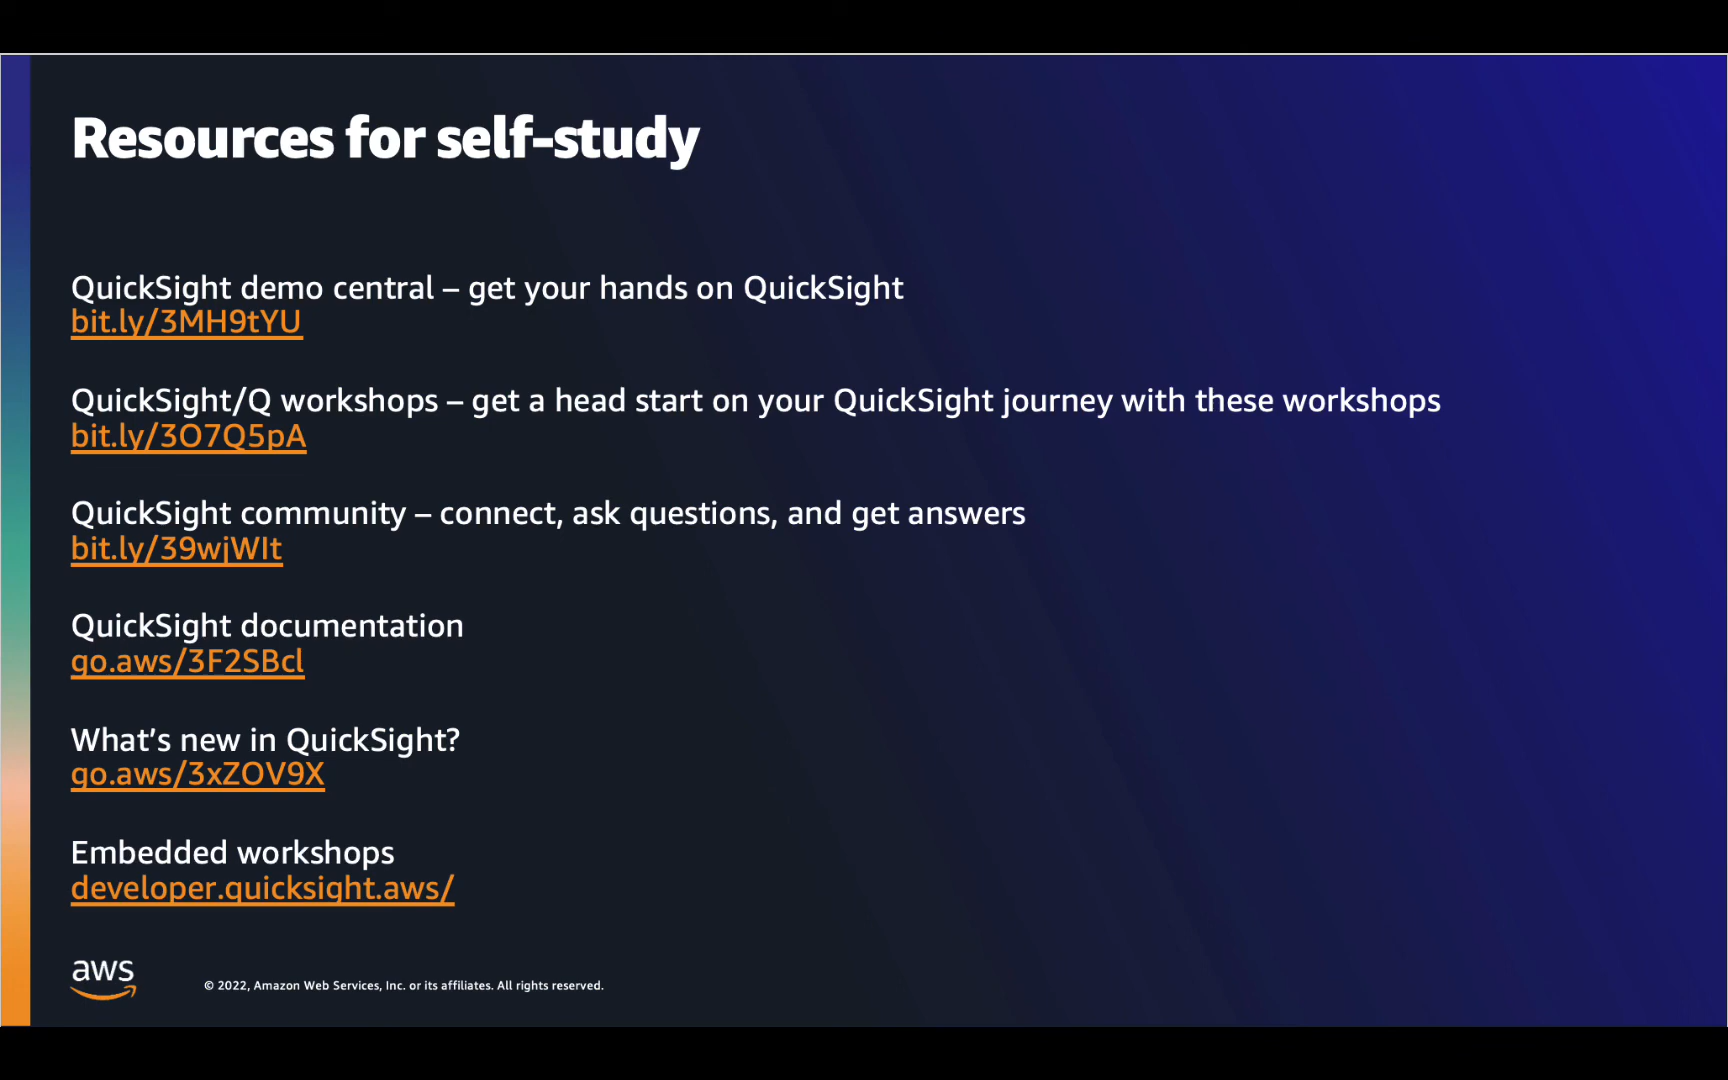 Resources for self-study
QuickSight demo central – get your hands on QuickSight
bit.ly/3MH9tYU
QuickSight/Q workshops – get a head start on your QuickSight journey with these workshops
bit.ly/3O7Q5pA
QuickSight community – connect, ask questions, and get answers
bit.ly/39wjWIt
QuickSight documentation
go.aws/3F2SBcl
What’s new in QuickSight?
go.aws/3xZOV9X
Embedded workshops
developer.quicksight.aws/
aws
© 2022, Amazon Web Services, Inc. or its affiliates. All rights reserved.